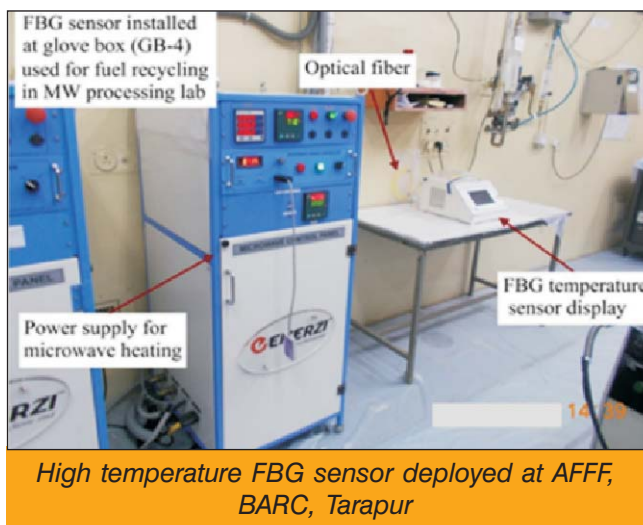 FBG sensor installed
at glove box (GB-4)
used for fuel recycling
in MW processing lab
Optical fiber
MICROWAVE CONTROL PANEL
PANEL
FBG temperature
sensor display
Power supply for
microwave heating
ENERZI
14 39
High temperature FBG sensor deployed at AFFF,
BARC, Tarapur